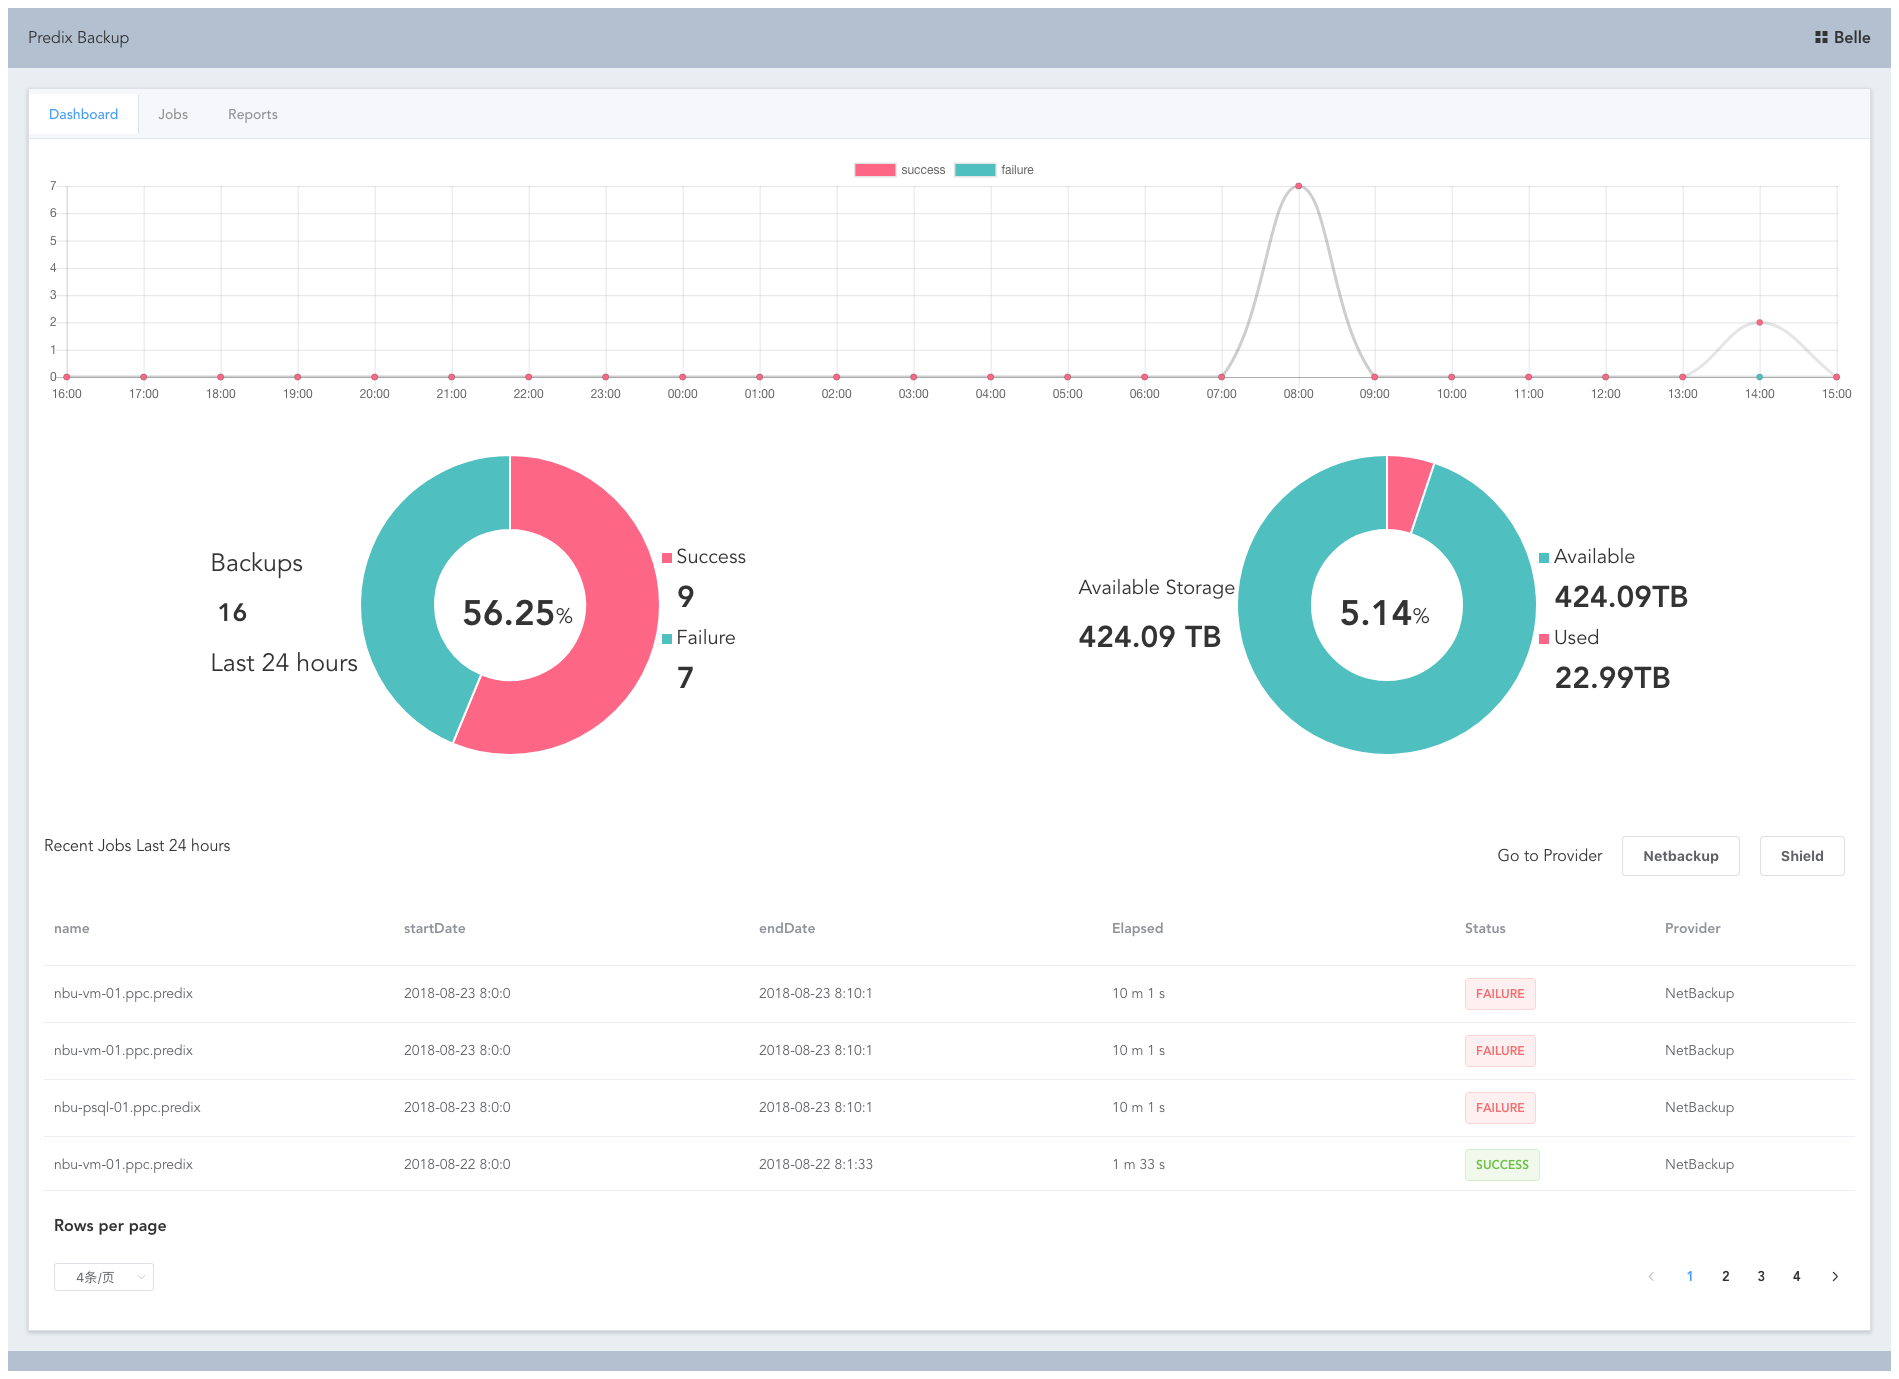 Predix Backup
Belle
Dashboard Jobs Reports
success failure
7
6
5
4
3
2
1
0
16:00 17:00 18:00 19:00 20:00 21:00 22:00 23:00 00:00 01:00 02:00 03:00 04:00 05:00 06:00 07:00 08:00 09:00 10:00 11:00 12:00 13:00 14:00 15:00
Backups
16
Last 24 hours
56.25%
Success
9
Failure
7
Available Storage
424.09 TB
5.14%
Available
424.09TB
Used
22.99TB
Recent Jobs Last 24 hours
Go to Provider Netbackup Shield
name startDate endDate Elapsed Status Provider
nbu-vm-01.ppc.predix 2018-08-23 8:0:0 2018-08-23 8:10:1 10 m 1 s FAILURE NetBackup
nbu-vm-01.ppc.predix 2018-08-23 8:0:0 2018-08-23 8:10:1 10 m 1 s FAILURE NetBackup
nbu-psql-01.ppc.predix 2018-08-23 8:0:0 2018-08-23 8:10:1 10 m 1 s FAILURE NetBackup
nbu-vm-01.ppc.predix 2018-08-22 8:0:0 2018-08-22 8:1:33 1 m 33 s SUCCESS NetBackup
Rows per page
4条/页
1 2 3 4